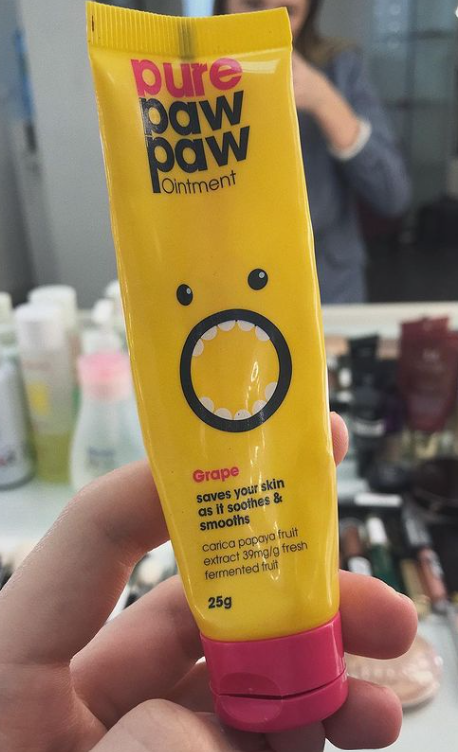 pure
paw
paw
Ointment
Grape
saves your skin
as it soothes &
smooths
carica papaya fruit
extract 39mg/g fresh
fermented fruit
25g